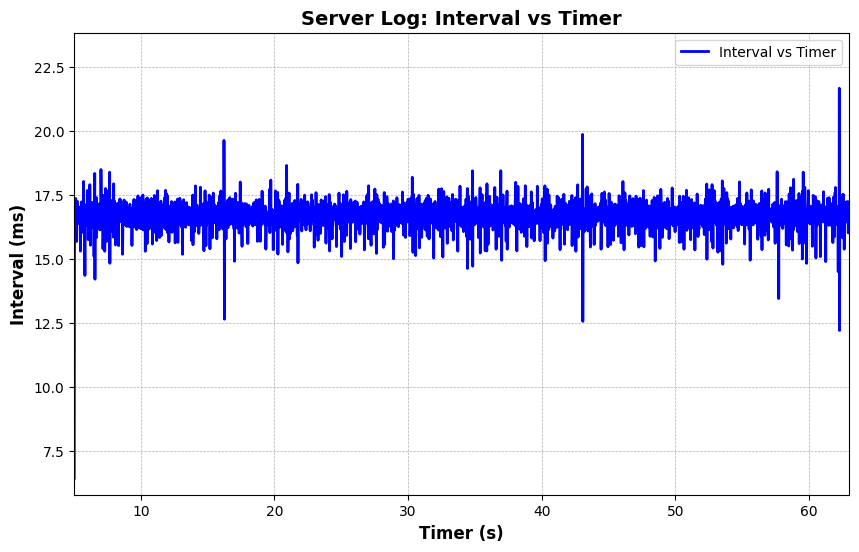 Server Log: Interval vs Timer
Interval vs Timer
22.5
20.0
17.5
15.0
12.5
10.0
7.5
Interval (ms)
10 20 30 40 50 60
Timer (s)